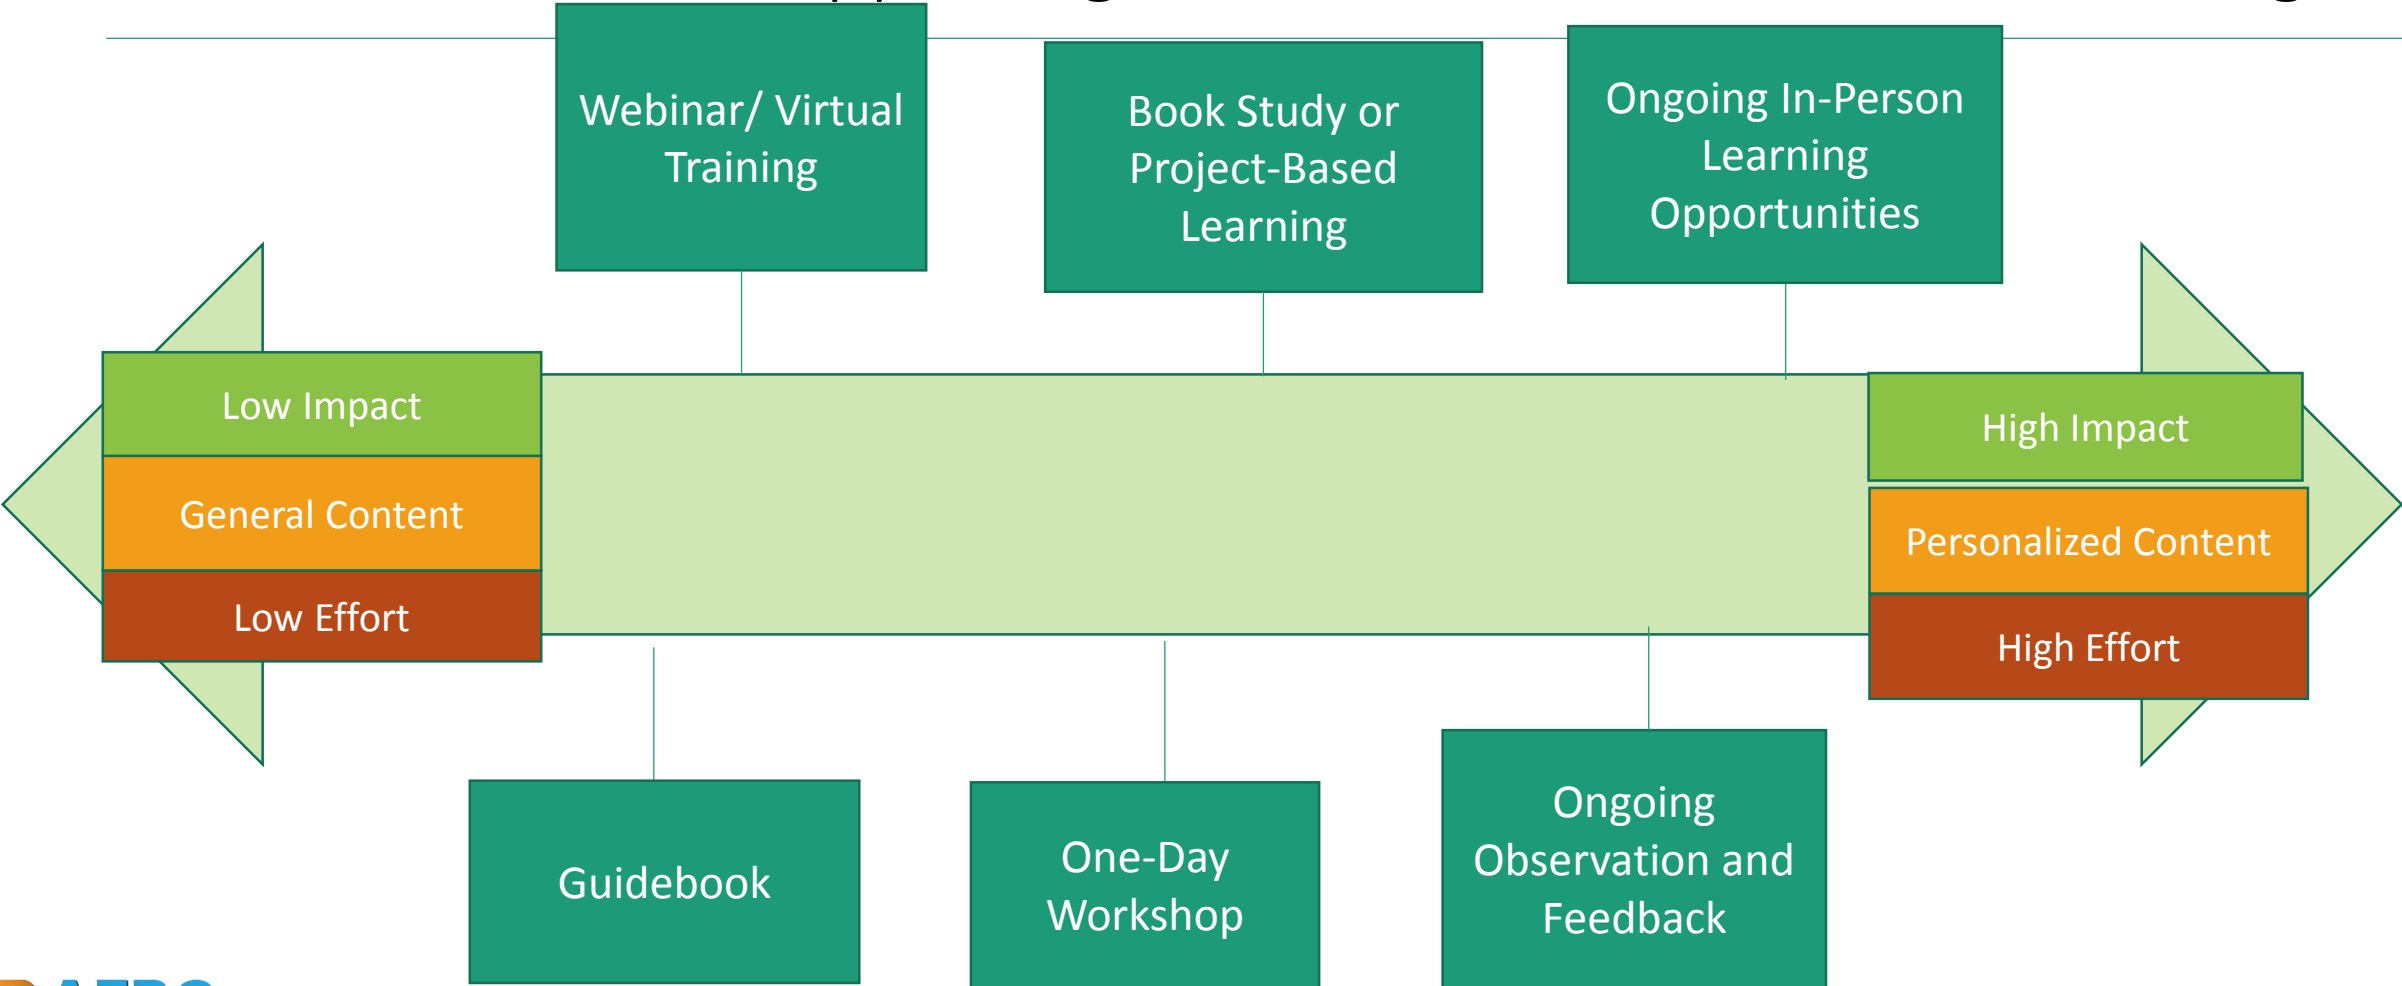 Webinar/ Virtual
Training
Book Study or
Project-Based
Learning
Ongoing In-Person
Learning
Opportunities
Low Impact
General Content
Low Effort
High Impact
Personalized Content
High Effort
Guidebook
One-Day
Workshop
Ongoing
Observation and
Feedback